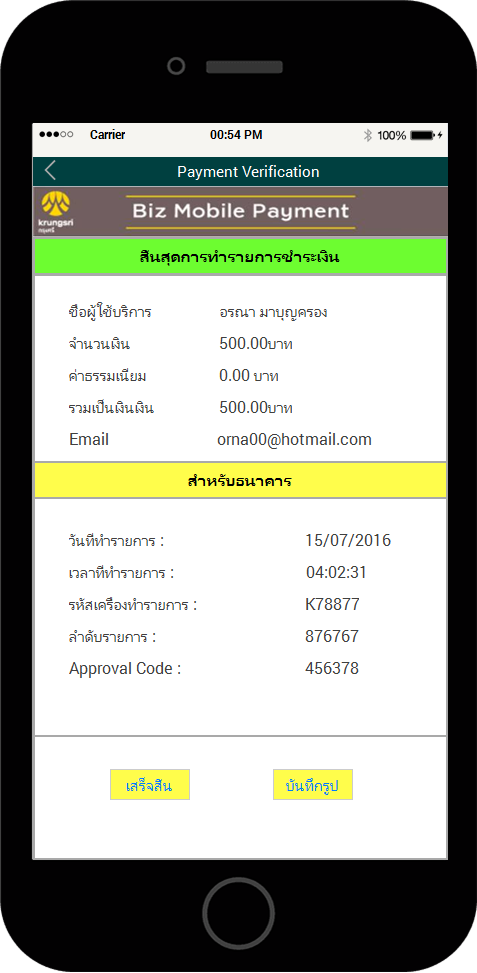 Carrier 00:54 PM 100%
Payment Verification
krungsri
กรุงศรี
Biz Mobile Payment
สืนสุดการทำรายการชำระเงิน
ชือผู้ใช้บริการ อรณา มาบุญครอง
จำนวนเงิน 500.00บาท
ค่าธรรมเนียม 0.00 บาท
รวมเป็นเงินเงิน 500.00บาท
Email orna00@hotmail.com
สำหรับธนาคาร
วันทีทำรายการ : 15/07/2016
เวลาทีทำรายการ : 04:02:31
รหัสเครืองทำรายการ : K78877
ลำดับรายการ : 876767
Approval Code : 456378
เสร็จสืน บันทึกรูป